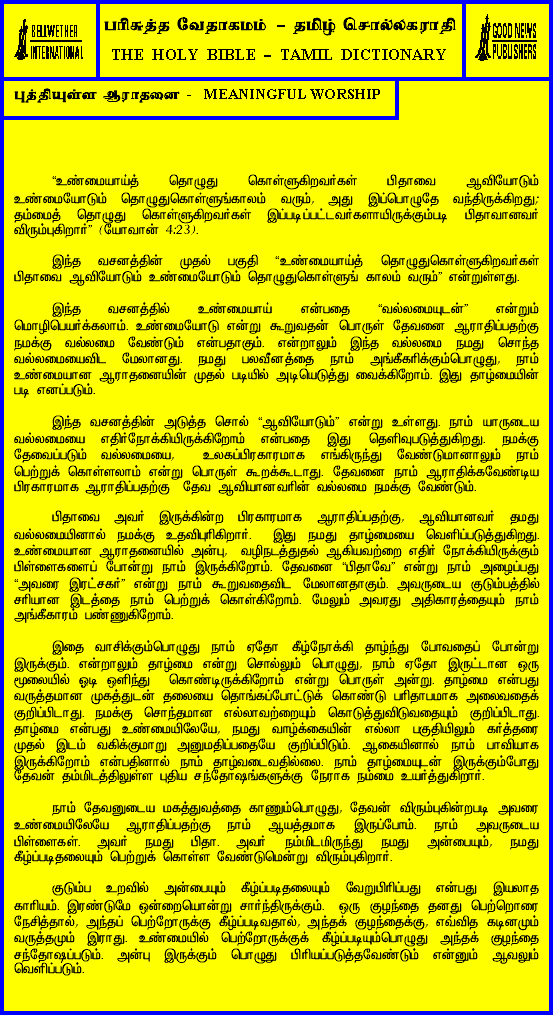 BELLWETHER
INTERNATIONAL
பரிசுத்த வேதாகமம் – தமிழ் சொல்லகராதி
THE HOLY BIBLE – TAMIL DICTIONARY
GOOD NEWS
PUBLISHERS
புத்தியுள்ள ஆராதனை - MEANINGFUL WORSHIP
“உண்மையாய்த் தொழுது கொள்ளுகிறவர்கள் பிதாவை ஆவியோடும்
உண்மையோடும் தொழுதுகொள்ளுங்காலம் வரும், அது இப்பொழுதே வந்திருக்கிறது;
தம்மைத் தொழுது கொள்ளுகிறவர்கள் இப்படிப்பட்டவர்களாயிருக்கும்படி பிதாவானவர்
விரும்புகிறார்” (யோவான் 4:23).
இந்த வசனத்தின் முதல் பகுதி “உண்மையாய்த் தொழுதுகொள்ளுகிறவர்கள்
பிதாவை ஆவியோடும் உண்மையோடும் தொழுதுகொள்ளுங் காலம் வரும்” என்றுள்ளது.
இந்த வசனத்தில் உண்மையாய் என்பதை “வல்லமையுடன்” என்றும்
மொழிபெயர்க்கலாம். உண்மையோடு என்று கூறுவதன் பொருள் தேவனை ஆராதிப்பதற்கு
நமக்கு வல்லமை வேண்டும் என்பதாகும். என்றாலும் இந்த வல்லமை நமது சொந்த
வல்லமையைவிட மேலானது. நமது பலவீனத்தை நாம் அங்கீகரிக்கும்பொழுது, நாம்
உண்மையான ஆராதனையின் முதல் படியில் அடியெடுத்து வைக்கிறோம். இது தாழ்மையின்
படி எனப்படும்.
இந்த வசனத்தின் அடுத்த சொல் “ஆவியோடும்” என்று உள்ளது. நாம் யாருடைய
வல்லமையை எதிர்நோக்கியிருக்கிறோம் என்பதை இது தெளிவுபடுத்துகிறது. நமக்கு
தேவைப்படும் வல்லமையை, உலகப்பிரகாரமாக எங்கிருந்து வேண்டுமானாலும் நாம்
பெற்றுக் கொள்ளலாம் என்று பொருள் கூறக்கூடாது. தேவனை நாம் ஆராதிக்கவேண்டிய
பிரகாரமாக ஆராதிப்பதற்கு தேவ ஆவியானவரின் வல்லமை நமக்கு வேண்டும்.
பிதாவை அவர் இருக்கின்ற பிரகாரமாக ஆராதிப்பதற்கு, ஆவியானவர் தமது
வல்லமையினால் நமக்கு உதவிபுரிகிறார். இது நமது தாழ்மையை வெளிப்படுத்துகிறது.
உண்மையான ஆராதனையில் அன்பு, வழிநடத்துதல் ஆகியவற்றை எதிர் நோக்கியிருக்கும்
பிள்ளைகளைப் போன்று நாம் இருக்கிறோம். தேவனை “பிதாவே” என்று நாம் அழைப்பது
“அவரை இரட்சகர்” என்று நாம் கூறுவதைவிட மேலானதாகும். அவருடைய குடும்பத்தில்
சரியான இடத்தை நாம் பெற்றுக் கொள்கிறோம். மேலும் அவரது அதிகாரத்தையும் நாம்
அங்கீகாரம் பண்ணுகிறோம்.
இதை வாசிக்கும்பொழுது நாம் ஏதோ கீழ்நோக்கி தாழ்ந்து போவதைப் போன்று
இருக்கும். என்றாலும் தாழ்மை என்று சொல்லும் பொழுது, நாம் ஏதோ இருட்டான ஒரு
மூலையில் ஓடி ஒளிந்து கொண்டிருக்கிறோம் என்று பொருள் அன்று. தாழ்மை என்பது
வருத்தமான முகத்துடன் தலையை தொங்கப்போட்டுக் கொண்டு பரிதாபமாக அலைவதைக்
குறிப்பிடாது. நமக்கு சொந்தமான எல்லாவற்றையும் கொடுத்துவிடுவதையும் குறிப்பிடாது.
தாழ்மை என்பது உண்மையிலேயே, நமது வாழ்க்கையின் எல்லா பகுதியிலும் கர்த்தரை
முதல் இடம் வகிக்குமாறு அனுமதிப்பதையே குறிப்பிடும். ஆகையினால் நாம் பாவியாக
இருக்கிறோம் என்பதினால் நாம் தாழ்வடைவதில்லை. நாம் தாழ்மையுடன் இருக்கும்போது
தேவன் தம்மிடத்திலுள்ள புதிய சந்தோஷங்களுக்கு நேராக நம்மை உயர்த்துகிறார்.
நாம் தேவனுடைய மகத்துவத்தை காணும்பொழுது, தேவன் விரும்புகின்றபடி அவரை
உண்மையிலேயே ஆராதிப்பதற்கு நாம் ஆயத்தமாக இருப்போம். நாம் அவருடைய
பிள்ளைகள். அவர் நமது பிதா. அவர் நம்மிடமிருந்து நமது அன்பையும், நமது
கீழ்ப்படிதலையும் பெற்றுக் கொள்ள வேண்டுமென்று விரும்புகிறார்.
குடும்ப உறவில் அன்பையும் கீழ்ப்படிதலையும் வேறுபிரிப்பது என்பது இயலாத
காரியம். இரண்டுமே ஒன்றையொன்று சார்ந்திருக்கும். ஒரு குழந்தை தனது பெற்றொரை
நேசித்தால், அந்தப் பெற்றோருக்கு கீழ்ப்படிவதால், அந்தக் குழந்தைக்கு, எவ்வித கடினமும்
வருத்தமும் இராது. உண்மையில் பெற்றோருக்குக் கீழ்ப்படியும்பொழுது அந்தக் குழந்தை
சந்தோஷப்படும். அன்பு இருக்கும் பொழுது பிரியப்படுத்தவேண்டும் என்னும் ஆவலும்
வெளிப்படும்.